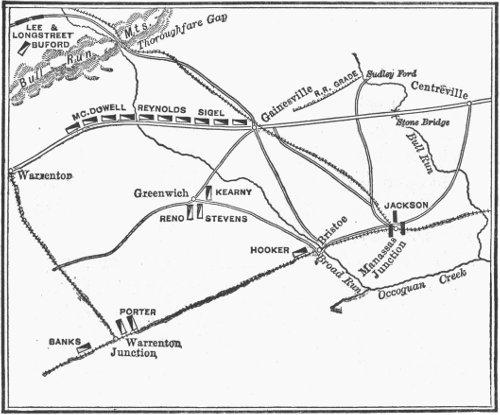 LEE &
LONGSTREET
BUFORD
Bull Run Mts.
Thoroughfare Gap
MC.DOWELL
REYNOLDS
SIGEL
Gainesville
R.R. GRADE
Sudley Ford
Centreville
Stone Bridge
Bull Run
Warrenton
Greenwich
KEARNY
RENO
STEVENS
JACKSON
Bristoe
Manassas
Junction
HOOKER
Broad Run
Occoquan Creek
PORTER
BANKS
Warrenton
Junction